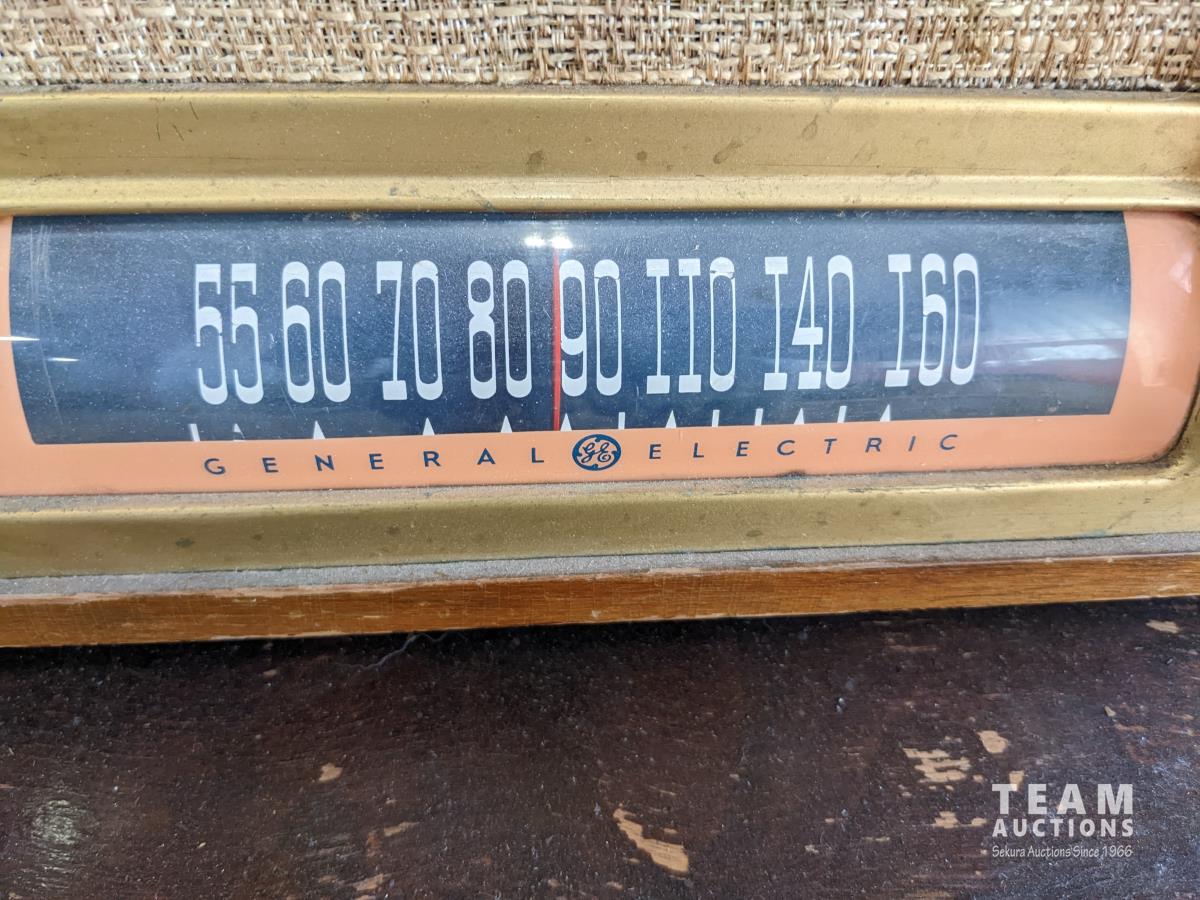 55 60 70 80 90 110 140 160
GENERAL GE ELECTRIC
TEAM
AUCTIONS
Sekura Auctions Since 1966